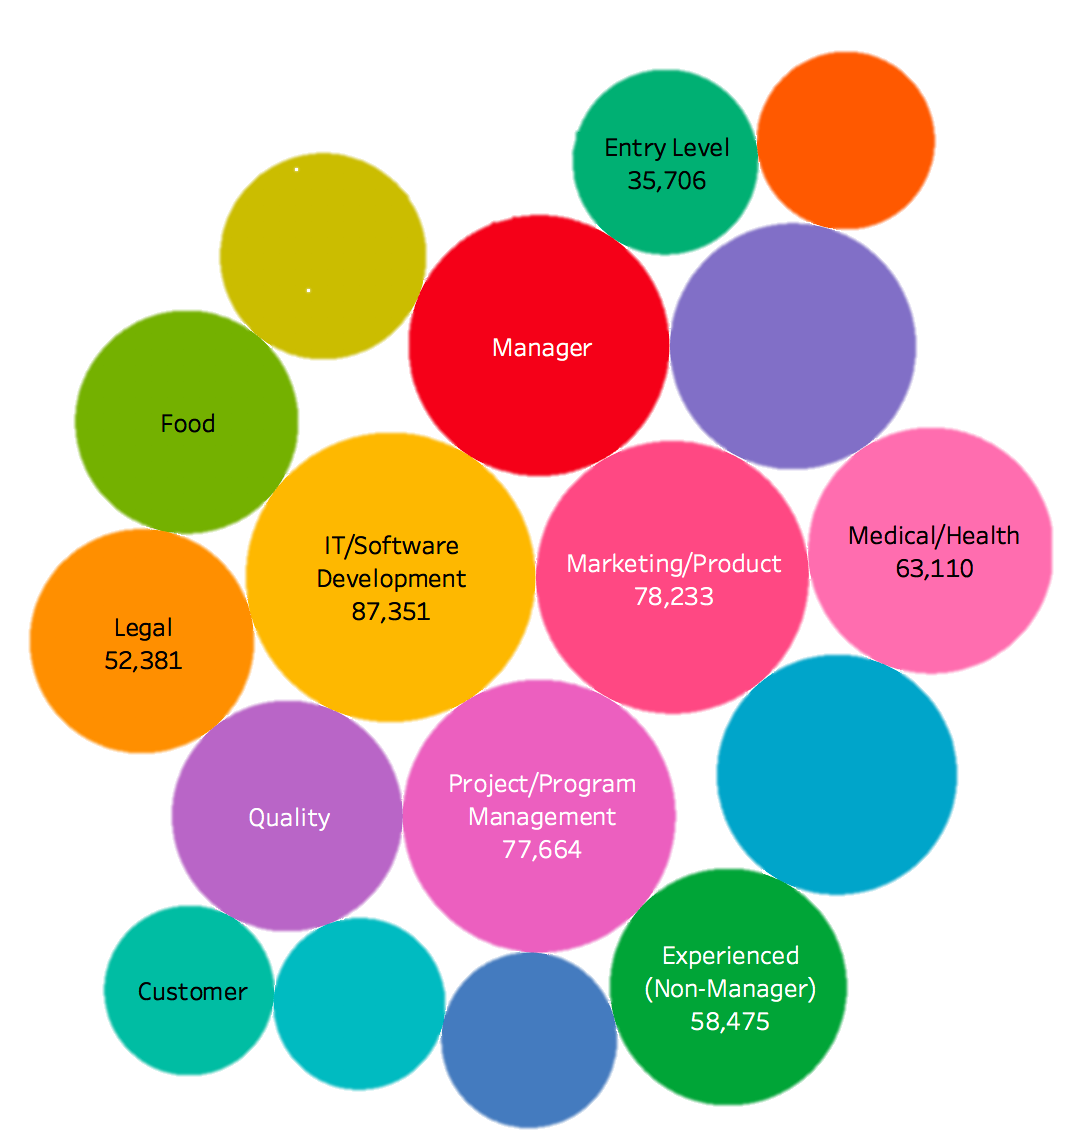 Entry Level
35,706
Manager
Food
IT/Software
Development
87,351
Marketing/Product
78,233
Medical/Health
63,110
Legal
52,381
Project/Program
Management
77,664
Quality
Experienced
(Non-Manager)
58,475
Customer